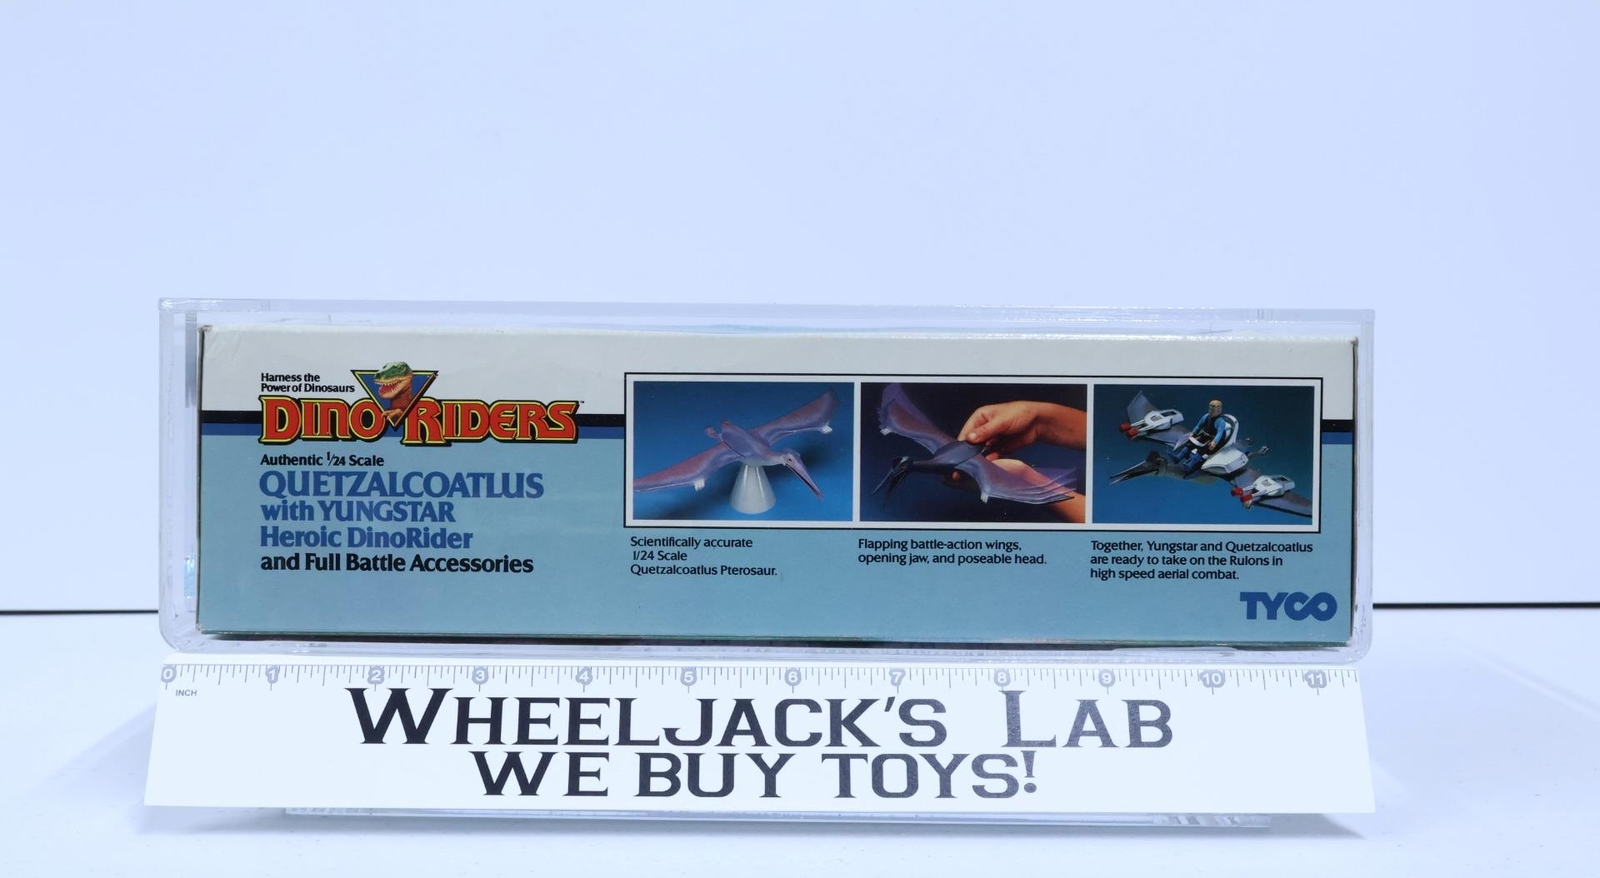 Harness the
Power of Dinosaurs
DINO RIDERS™
Authentic 1/24 Scale
QUETZALCOATLUS
with YUNGSTAR
Heroic DinoRider
and Full Battle Accessories
Scientifically accurate
1/24 Scale
Quetzalcoatlus Pterosaur.
Flapping battle-action wings,
opening jaw, and poseable head.
Together, Yungstar and Quetzalcoatlus
are ready to take on the Rulons in
high speed aerial combat.
TYCO
0 1 2 3 4 5 6 7 8 9 10 11
INCH
WHEELJACK'S LAB
WE BUY TOYS!